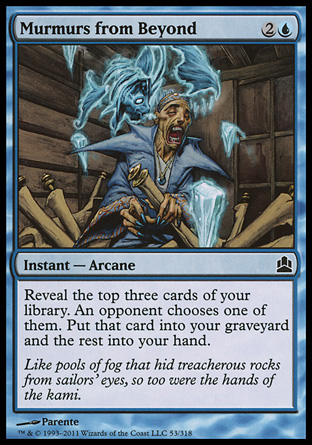 Murmurs from Beyond 2
Instant — Arcane
Reveal the top three cards of your
library. An opponent chooses one of
them. Put that card into your graveyard
and the rest into your hand.
Like pools of fog that hid treacherous rocks
from sailors' eyes, so too were the hands of
the kami.
Parente
™ & © 1993–2011 Wizards of the Coast LLC 53/318